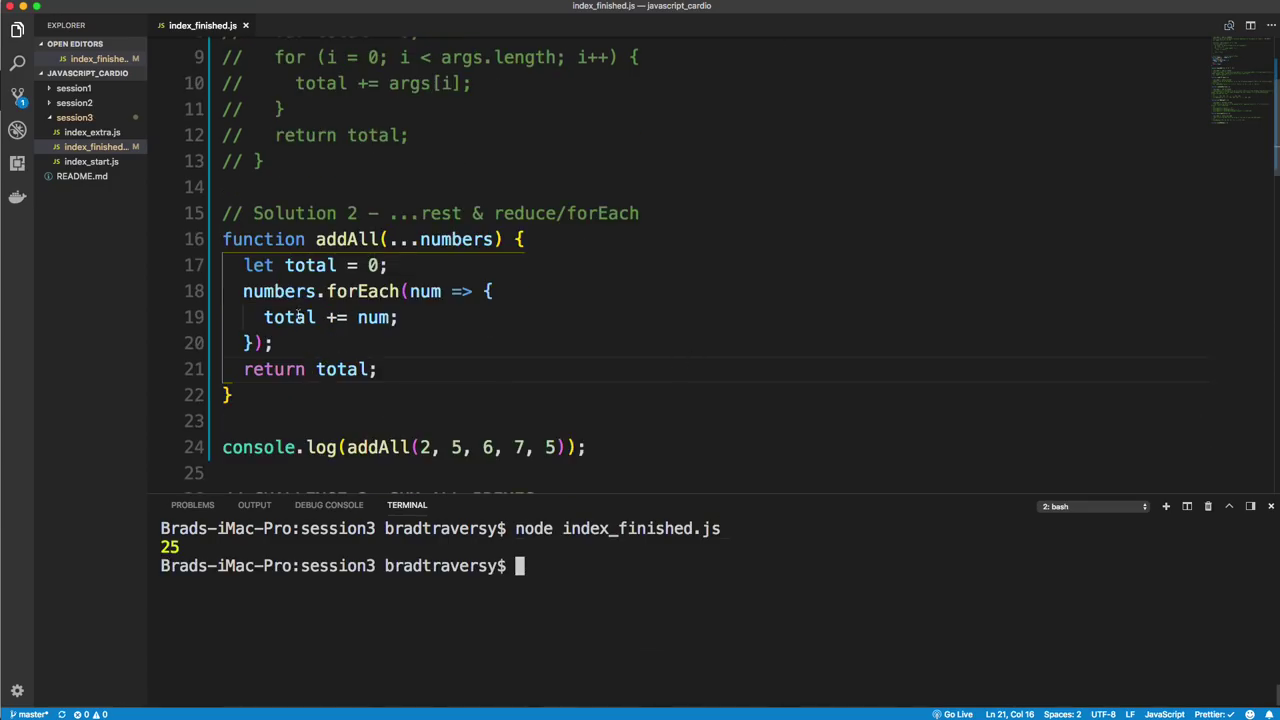 index_finished.js — javascript_cardio
EXPLORER
index_finished.js ×
OPEN EDITORS
index_finishe.. M
JAVASCRIPT_CARDIO
session1
session2
session3
index_extra.js
index_finished... M
index_start.js
README.md
1
9 //   for (i = 0; i < args.length; i++) {
10 //     total += args[i];
11 //   }
12 //   return total;
13 // }
14
15 // Solution 2 - ...rest & reduce/forEach
16 function addAll(...numbers) {
17   let total = 0;
18   numbers.forEach(num => {
19     total += num;
20   });
21   return total;
22 }
23
24 console.log(addAll(2, 5, 6, 7, 5));
25
PROBLEMS OUTPUT DEBUG CONSOLE TERMINAL 2: bash
Brads-iMac-Pro:session3 bradtraversy$ node index_finished.js
25
Brads-iMac-Pro:session3 bradtraversy$
master* 0 0 Go Live Ln 21, Col 16 Spaces: 2 UTF-8 LF JavaScript Prettier: ✓